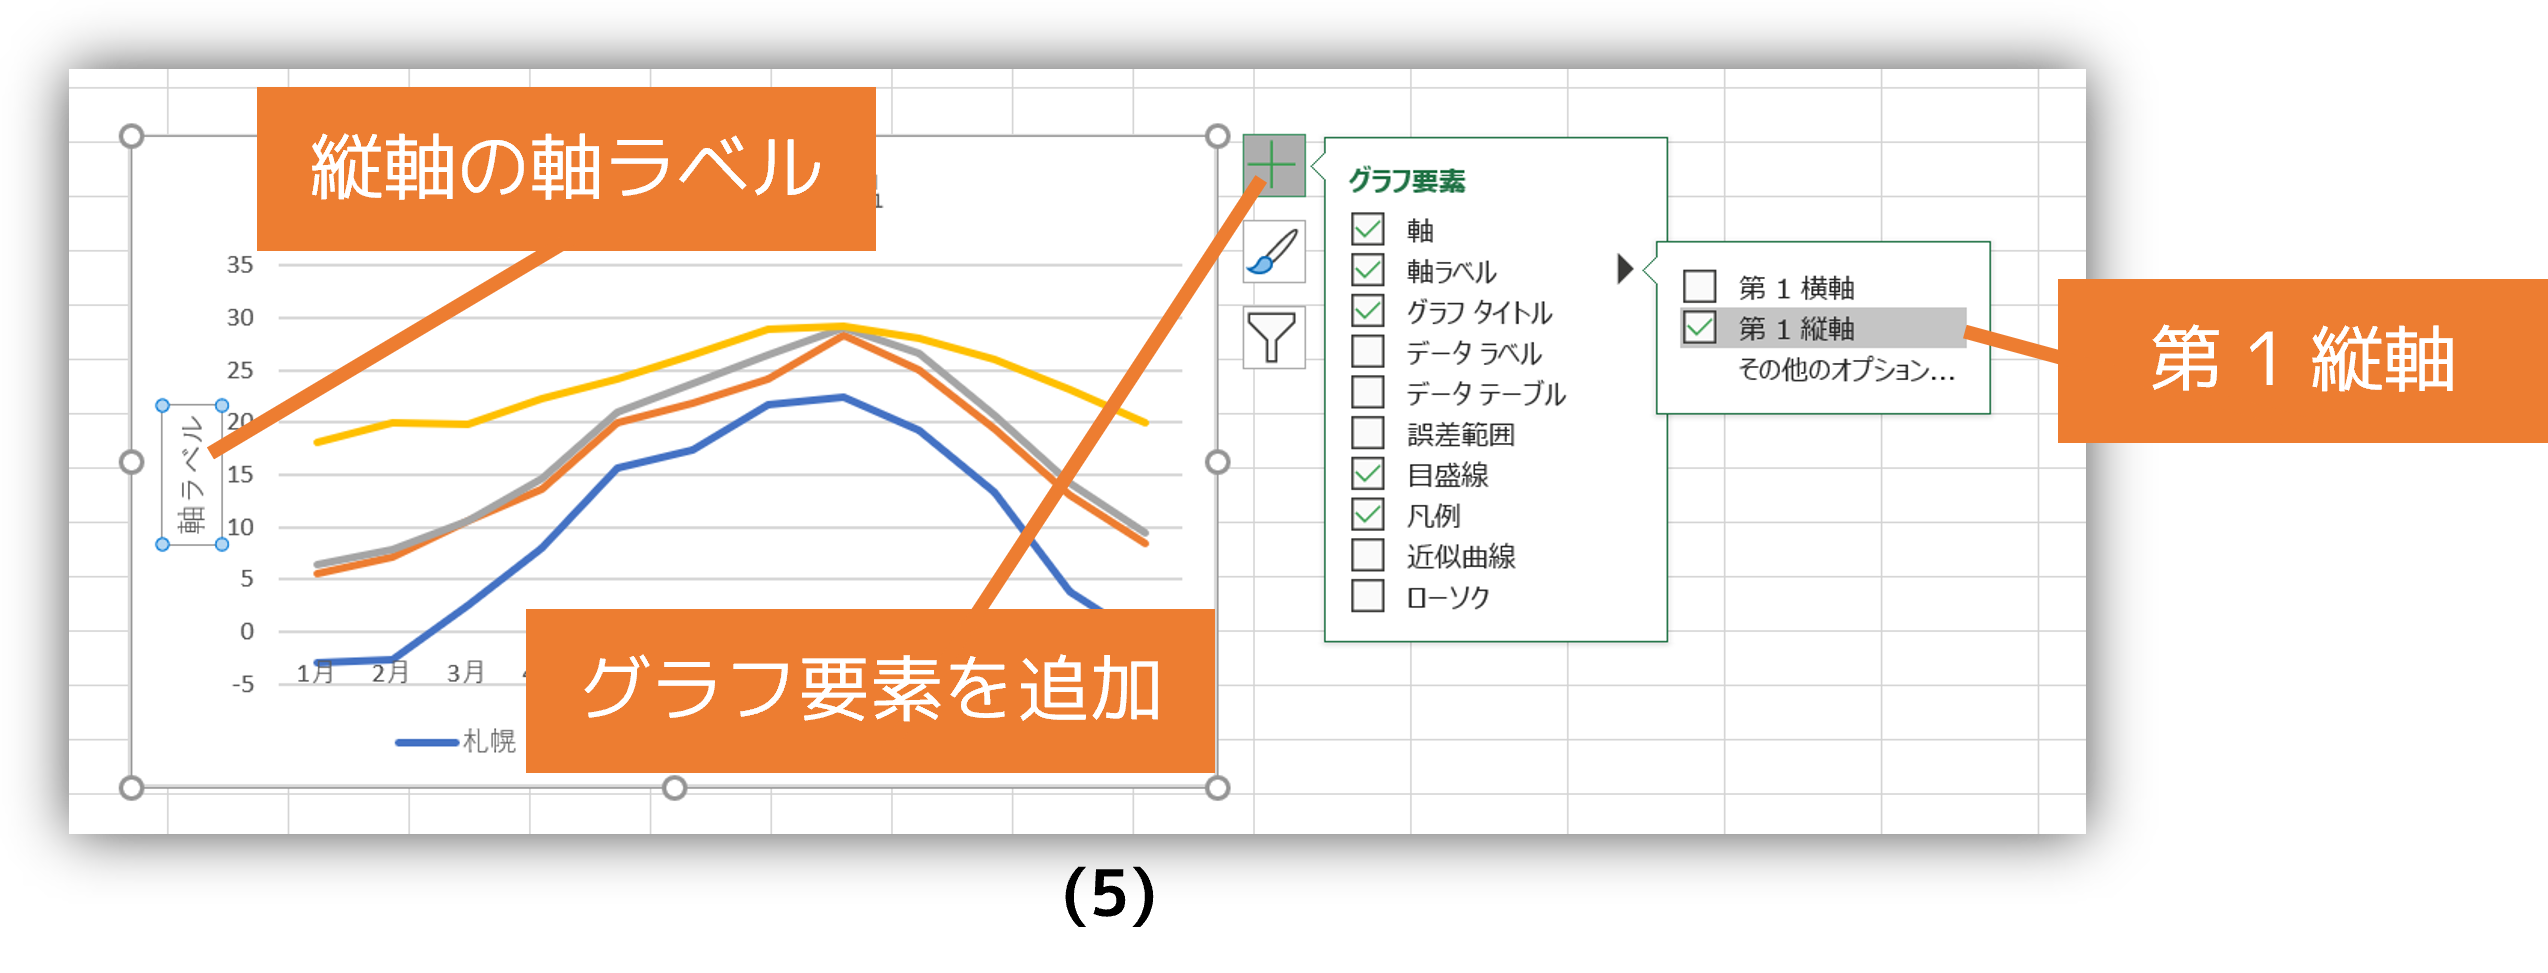 縦軸の軸ラベル
1
35
30
25
20
15
10
5
0
-5
軸ラベル
1月
2月
3月
札幌
グラフ要素を追加
グラフ要素
軸
軸ラベル
グラフ タイトル
データ ラベル
データ テーブル
誤差範囲
目盛線
凡例
近似曲線
ローソク
第 1 横軸
第 1 縦軸
その他のオプション...
第 1 縦軸
(5)